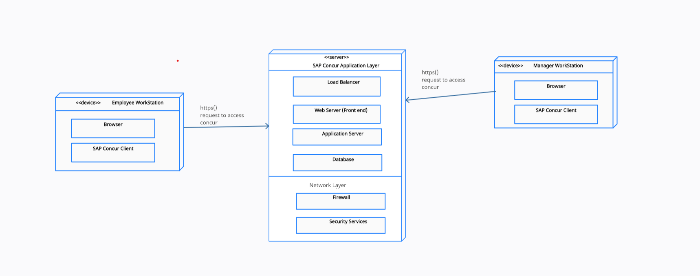 <<device>> Employee WorkStation
Browser
SAP Concur Client
https()
request to access
concur
<<server>>
SAP Concur Application Layer
Load Balancer
Web Server (Front end)
Application Server
Database
Network Layer
Firewall
Security Services
https()
request to access
concur
<<device>> Manager WorkStation
Browser
SAP Concur Client